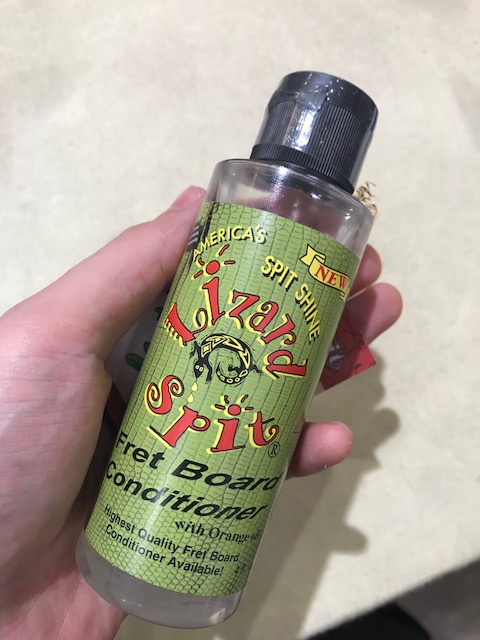 AMERICA'S
SPIT SHINE
NEW
Lizard
Spit®
Fret Board
Conditioner
with Orange
Highest Quality Fret Board
Conditioner Available!